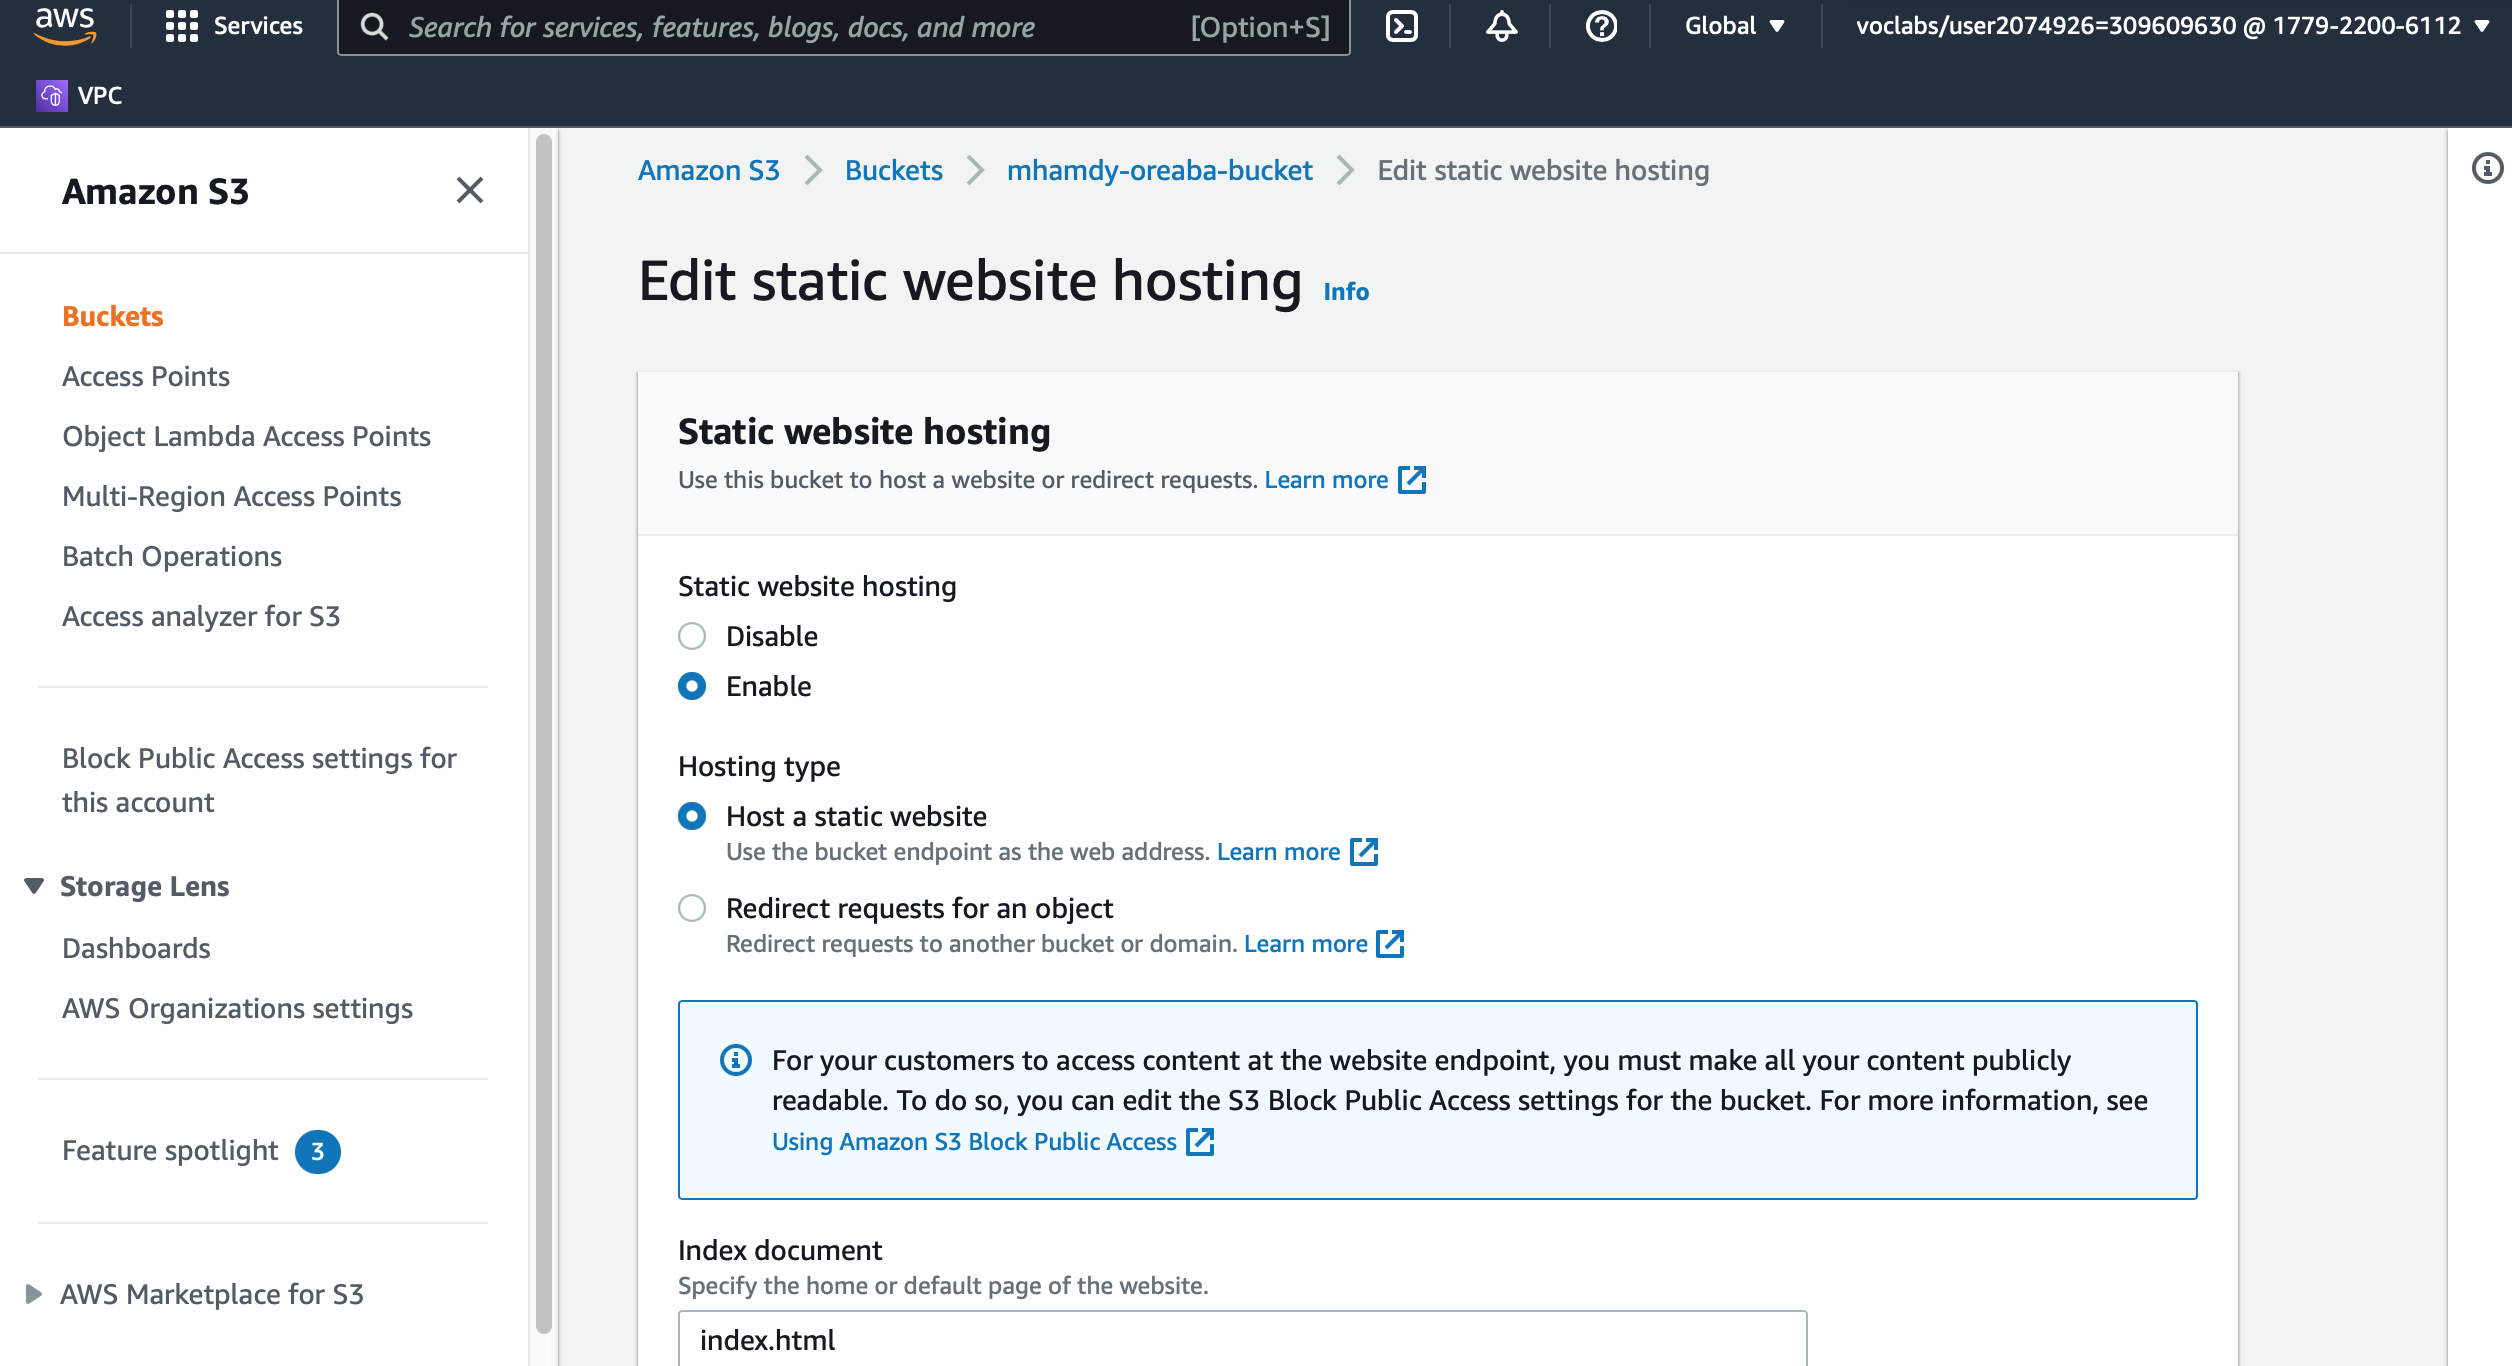 aws
Services
Search for services, features, blogs, docs, and more
[Option+S]
Global
voclabs/user2074926=309609630 @ 1779-2200-6112
VPC
Amazon S3
Buckets
Access Points
Object Lambda Access Points
Multi-Region Access Points
Batch Operations
Access analyzer for S3
Block Public Access settings for
this account
Storage Lens
Dashboards
AWS Organizations settings
Feature spotlight 3
AWS Marketplace for S3
Amazon S3 > Buckets > mhamdy-oreaba-bucket > Edit static website hosting
Edit static website hosting Info
Static website hosting
Use this bucket to host a website or redirect requests. Learn more
Static website hosting
Disable
Enable
Hosting type
Host a static website
Use the bucket endpoint as the web address. Learn more
Redirect requests for an object
Redirect requests to another bucket or domain. Learn more
For your customers to access content at the website endpoint, you must make all your content publicly
readable. To do so, you can edit the S3 Block Public Access settings for the bucket. For more information, see
Using Amazon S3 Block Public Access
Index document
Specify the home or default page of the website.
index.html